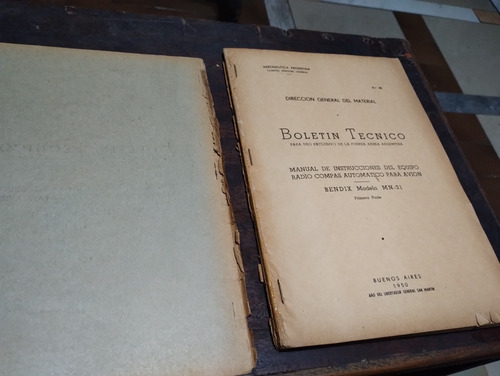 AERONAUTICA ARGENTINA
N.º
DIRECCION GENERAL DEL MATERIAL
BOLETIN TECNICO
PARA USO EXCLUSIVO DE LA FUERZA AEREA ARGENTINA
MANUAL DE INSTRUCCIONES DEL EQUIPO
RADIO COMPAS AUTOMATICO PARA AVION
BENDIX Modelo MN-31
Primera Parte
BUENOS AIRES
1950
AÑO DEL LIBERTADOR GENERAL SAN MARTIN